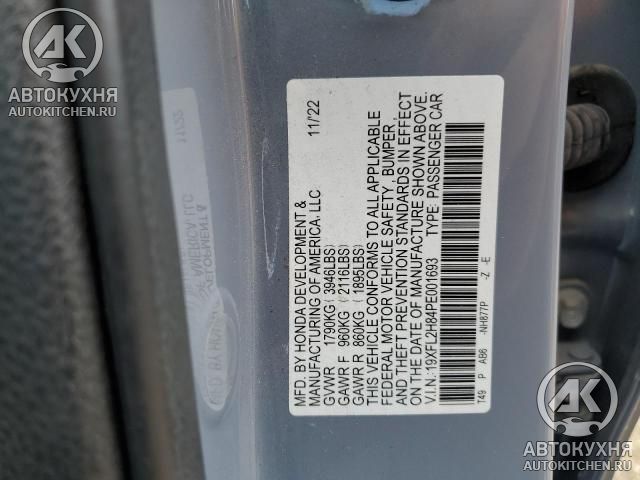 АВТОКУХНЯ
AUTOKITCHEN.RU
MFD. BY HONDA DEVELOPMENT & 11/'22
MANUFACTURING OF AMERICA. LLC
GVWR 1790KG(3946LBS)
GAWR F 960KG(2116LBS)
GAWR R 860KG(1895LBS)
THIS VEHICLE CONFORMS TO ALL APPLICABLE
FEDERAL MOTOR VEHICLE SAFETY, BUMPER,
AND THEFT PREVENTION STANDARDS IN EFFECT
ON THE DATE OF MANUFACTURE SHOWN ABOVE.
V.I.N.:19XFL2H84PE001693 TYPE: PASSENGER CAR
T49 P AB6 -NH877P -Z -E
АВТОКУХНЯ
AUTOKITCHEN.RU